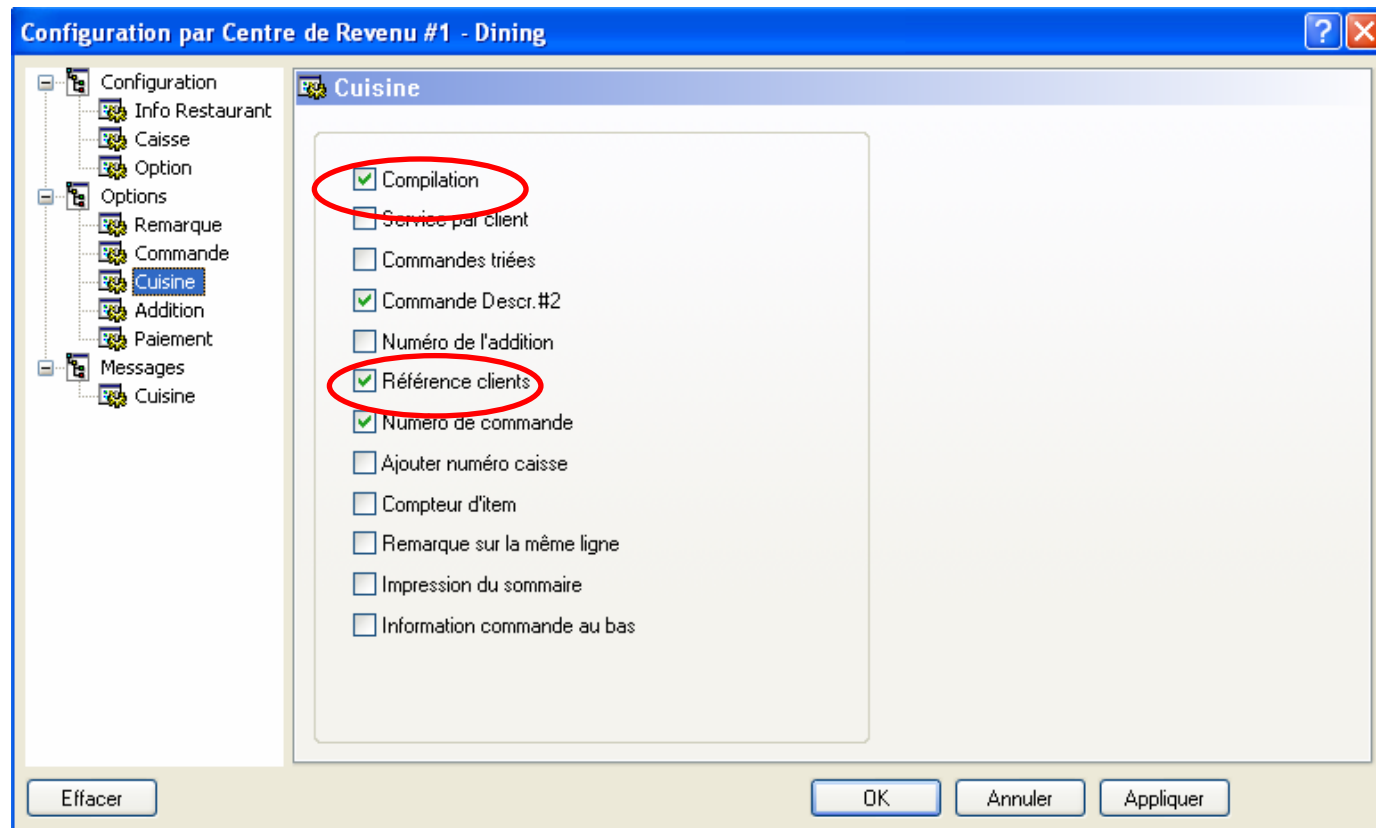 Configuration par Centre de Revenu #1 - Dining
Configuration
Info Restaurant
Caisse
Option
Options
Remarque
Commande
Cuisine
Addition
Paiement
Messages
Cuisine
Cuisine
Compilation
Service par client
Commandes triées
Commande Descr.#2
Numéro de l'addition
Référence clients
Numéro de commande
Ajouter numéro caisse
Compteur d'item
Remarque sur la même ligne
Impression du sommaire
Information commande au bas
Effacer
OK
Annuler
Appliquer